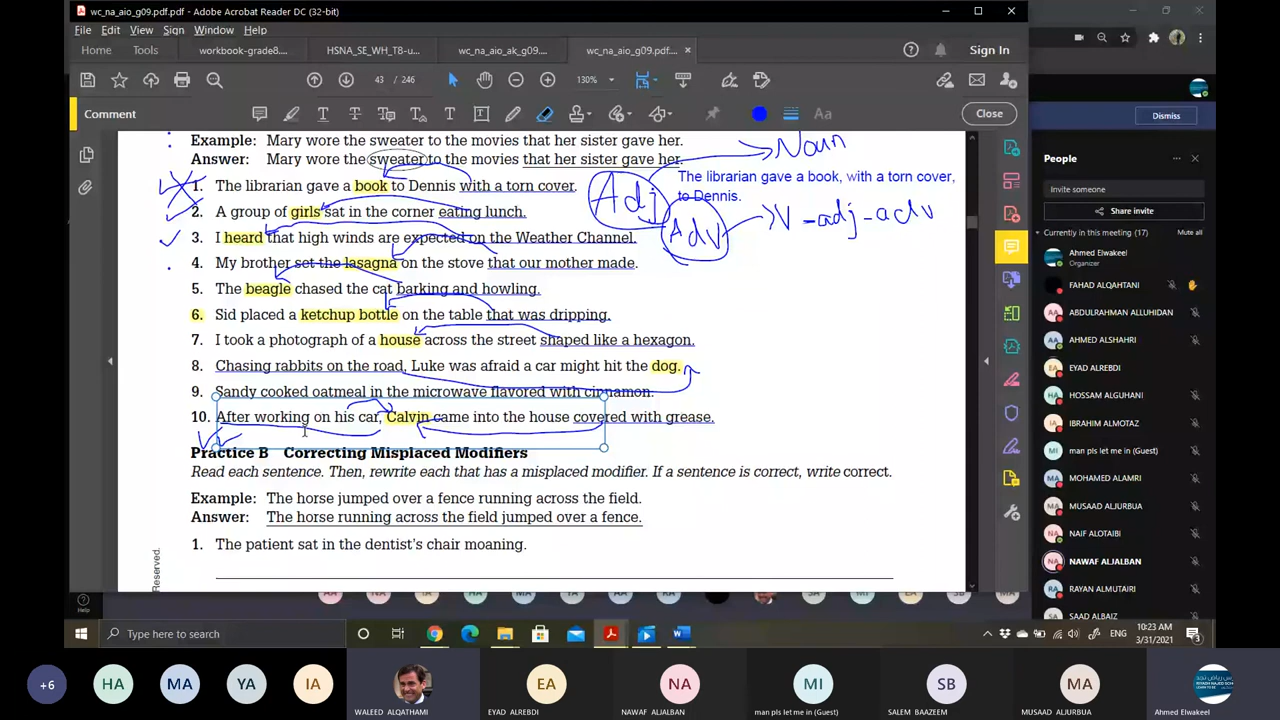 wc_na_aio_g09.pdf.pdf - Adobe Acrobat Reader DC (32-bit)
File Edit View Sign Window Help
Home Tools workbook-grade8.... HSNA_SE_WH_TB-u... wc_na_aio_ak_g09.... wc_na_aio_g09.pdf.... × Sign In
43 / 246 130%
Comment Aa Close
Dismiss
Example: Mary wore the sweater to the movies that her sister gave her.
Answer: Mary wore the sweater to the movies that her sister gave her.
Noun
1. The librarian gave a book to Dennis with a torn cover.
The librarian gave a book, with a torn cover, to Dennis.
Adj
2. A group of girls sat in the corner eating lunch.
Adv
V - adj - adv
3. I heard that high winds are expected on the Weather Channel.
4. My brother set the lasagna on the stove that our mother made.
5. The beagle chased the cat barking and howling.
6. Sid placed a ketchup bottle on the table that was dripping.
7. I took a photograph of a house across the street shaped like a hexagon.
8. Chasing rabbits on the road, Luke was afraid a car might hit the dog.
9. Sandy cooked oatmeal in the microwave flavored with cinnamon.
10. After working on his car, Calvin came into the house covered with grease.
Practice B Correcting Misplaced Modifiers
Read each sentence. Then, rewrite each that has a misplaced modifier. If a sentence is correct, write correct.
Example: The horse jumped over a fence running across the field.
Answer: The horse running across the field jumped over a fence.
1. The patient sat in the dentist's chair moaning.
Reserved.
People
Invite someone
Share invite
Currently in this meeting (17) Mute all
Ahmed Elwakeel
Organizer
FAHAD ALQAHTANI
ABDULRAHMAN ALLUHIDAN
AHMED ALSHAHRI
EYAD ALREBDI
HOSSAM ALGUHANI
IBRAHIM ALMOTAZ
man pls let me in (Guest)
MOHAMED ALAMRI
MUSAAD ALJURBUA
NAIF ALOTAIBI
NAWAF ALJALBAN
RAYAN ALMUTAIRI
SAAD ALBAIZ
Help
Type here to search
ENG 10:23 AM 3/31/2021 3
+6 HA MA YA IA EA NA MI SB MA
WALEED ALQATHAMI EYAD ALREBDI NAWAF ALJALBAN man pls let me in (Guest) SALEM BAAZEEM MUSAAD ALJURBUA Ahmed Elwakeel